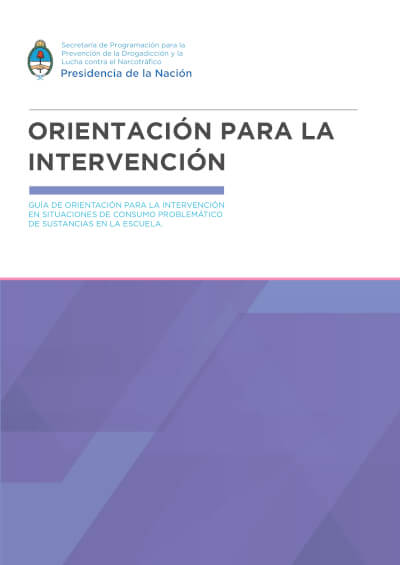 Secretaría de Programación para la
Prevención de la Drogadicción y la
Lucha contra el Narcotráfico
Presidencia de la Nación
ORIENTACIÓN PARA LA
INTERVENCIÓN
GUÍA DE ORIENTACIÓN PARA LA INTERVENCIÓN
EN SITUACIONES DE CONSUMO PROBLEMÁTICO
DE SUSTANCIAS EN LA ESCUELA.